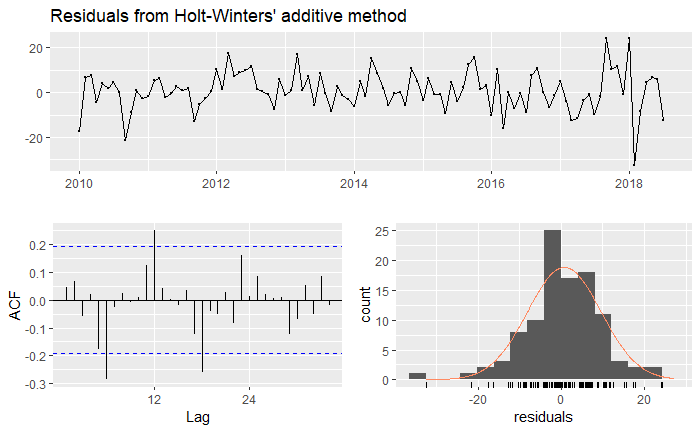 Residuals from Holt-Winters' additive method
20
0
-20
2010 2012 2014 2016 2018
ACF
0.2
0.1
0.0
-0.1
-0.2
-0.3
12 24
Lag
count
25
20
15
10
5
0
-20 0 20
residuals